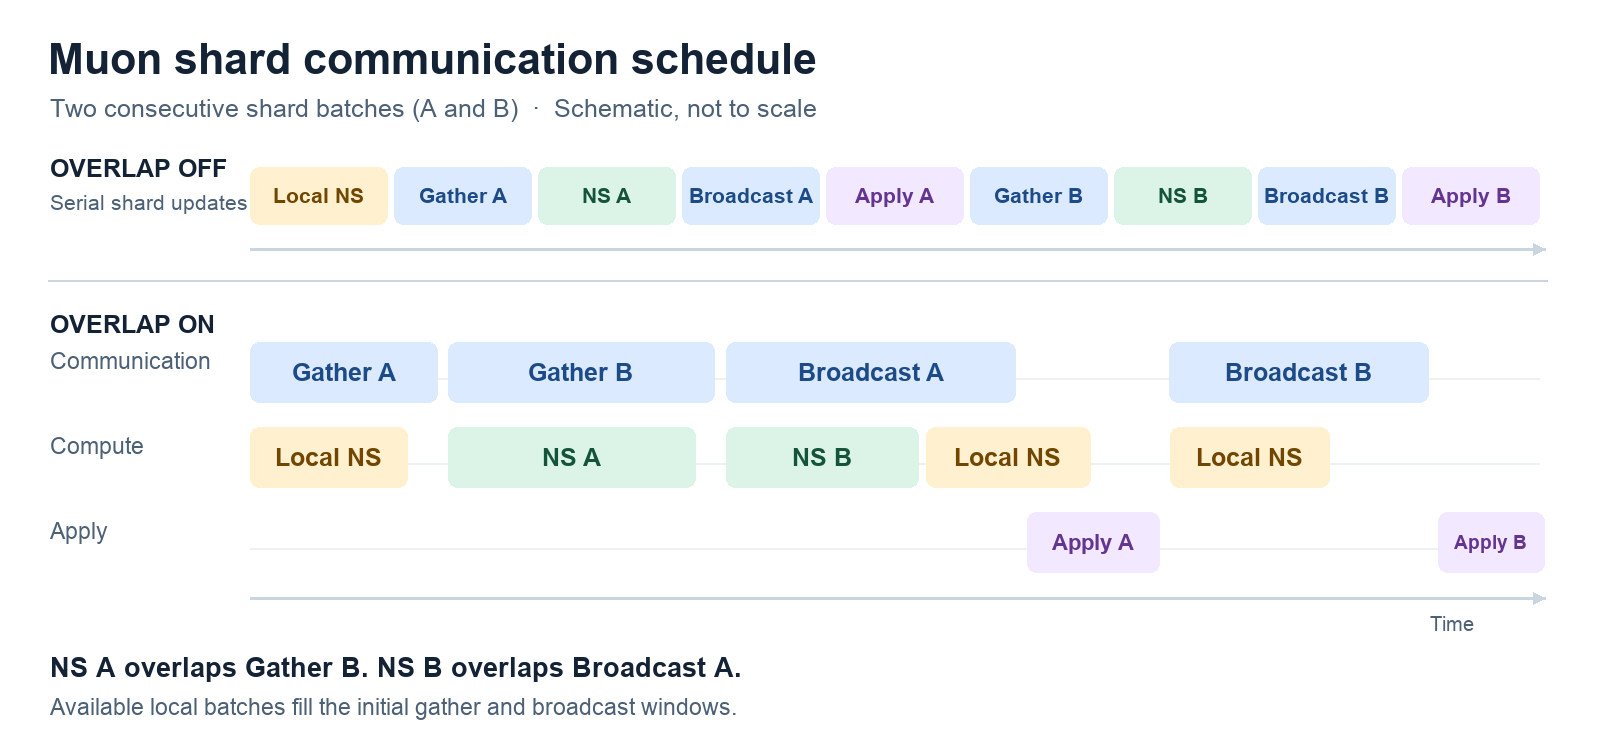 Muon shard communication schedule
Two consecutive shard batches (A and B) · Schematic, not to scale
OVERLAP OFF
Serial shard updates
Local NS Gather A NS A Broadcast A Apply A Gather B NS B Broadcast B Apply B
OVERLAP ON
Communication
Gather A Gather B Broadcast A Broadcast B
Compute
Local NS NS A NS B Local NS Local NS
Apply
Apply A Apply B
Time
NS A overlaps Gather B. NS B overlaps Broadcast A.
Available local batches fill the initial gather and broadcast windows.